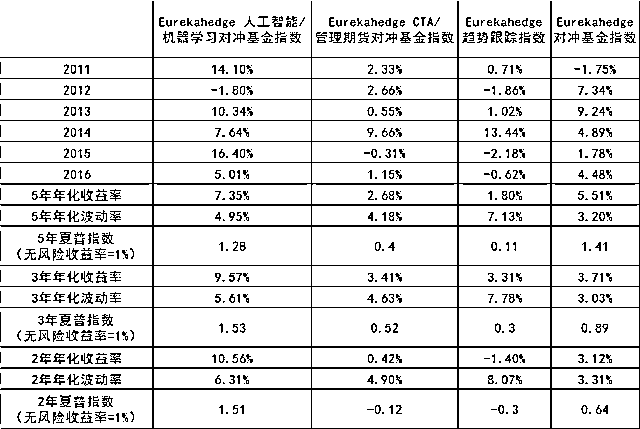 Eurekahedge 人工智能/ Eurekahedge CTA/ Eurekahedge Eurekahedge
机器学习对冲基金指数 管理期货对冲基金指数 趋势跟踪指数 对冲基金指数
2011 14.10% 2.33% 0.71% -1.75%
2012 -1.80% 2.66% -1.86% 7.34%
2013 10.34% 0.55% 1.02% 9.24%
2014 7.64% 9.66% 13.44% 4.89%
2015 16.40% -0.31% -2.18% 1.78%
2016 5.01% 1.15% -0.62% 4.48%
5年年化收益率 7.35% 2.68% 1.80% 5.51%
5年年化波动率 4.95% 4.18% 7.13% 3.20%
5年夏普指数
(无风险收益率=1%) 1.28 0.4 0.11 1.41
3年年化收益率 9.57% 3.41% 3.31% 3.71%
3年年化波动率 5.61% 4.63% 7.78% 3.03%
3年夏普指数
(无风险收益率=1%) 1.53 0.52 0.3 0.89
2年年化收益率 10.56% 0.42% -1.40% 3.12%
2年年化波动率 6.31% 4.90% 8.07% 3.31%
2年夏普指数
(无风险收益率=1%) 1.51 -0.12 -0.3 0.64